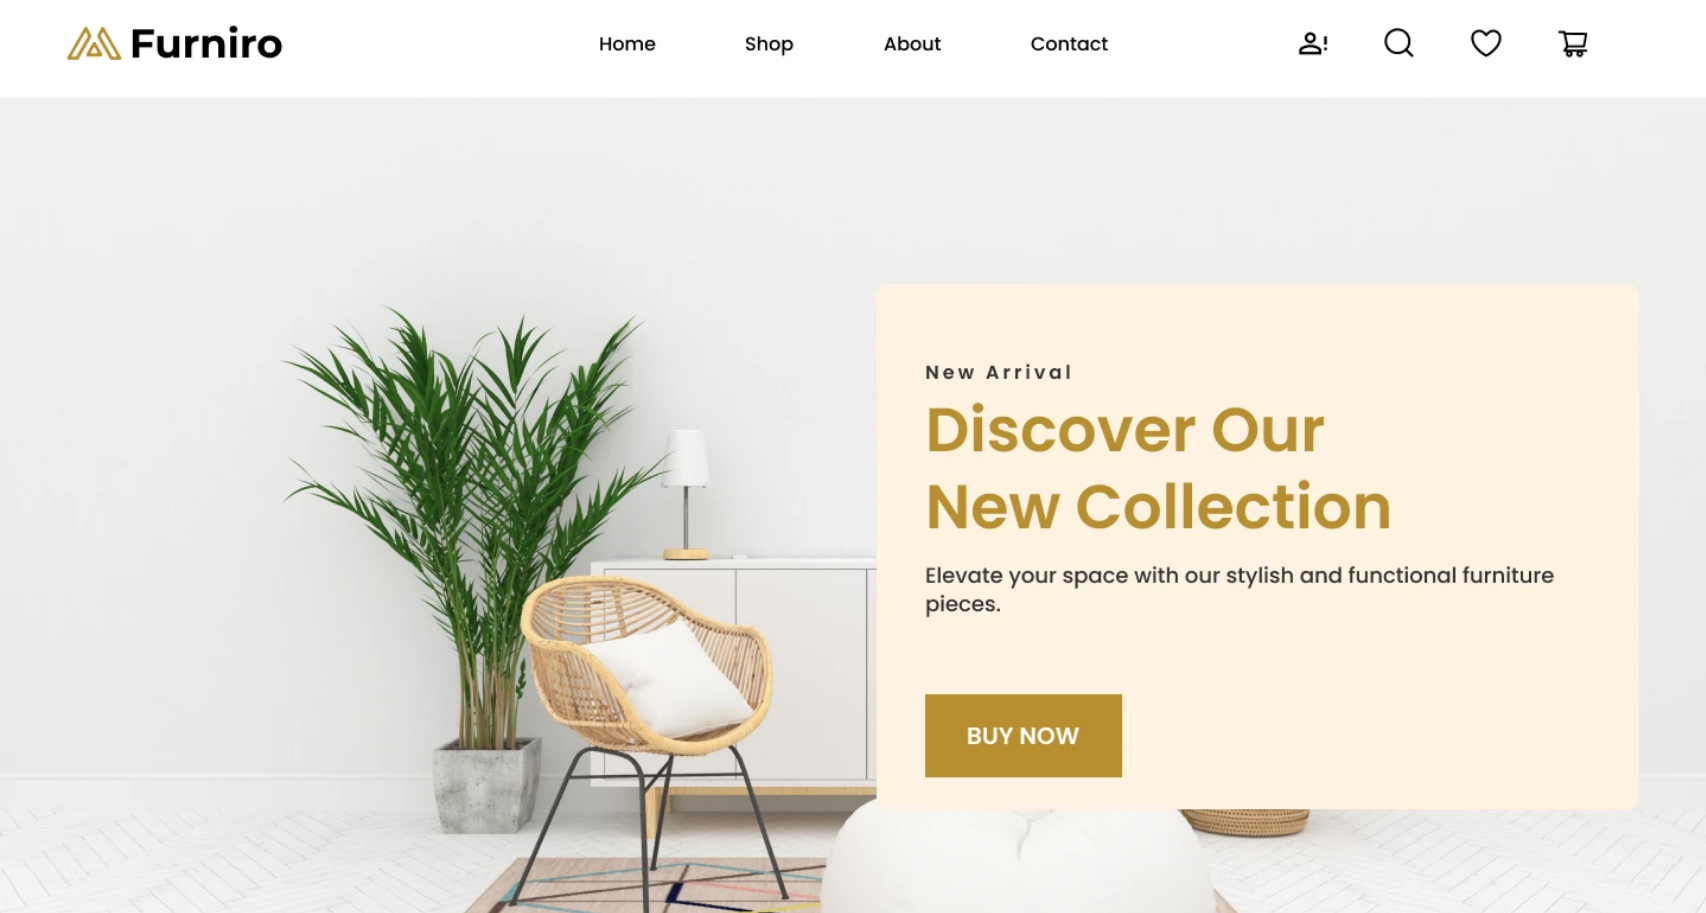 Furniro
Home
Shop
About
Contact
New Arrival
Discover Our
New Collection
Elevate your space with our stylish and functional furniture
pieces.
BUY NOW